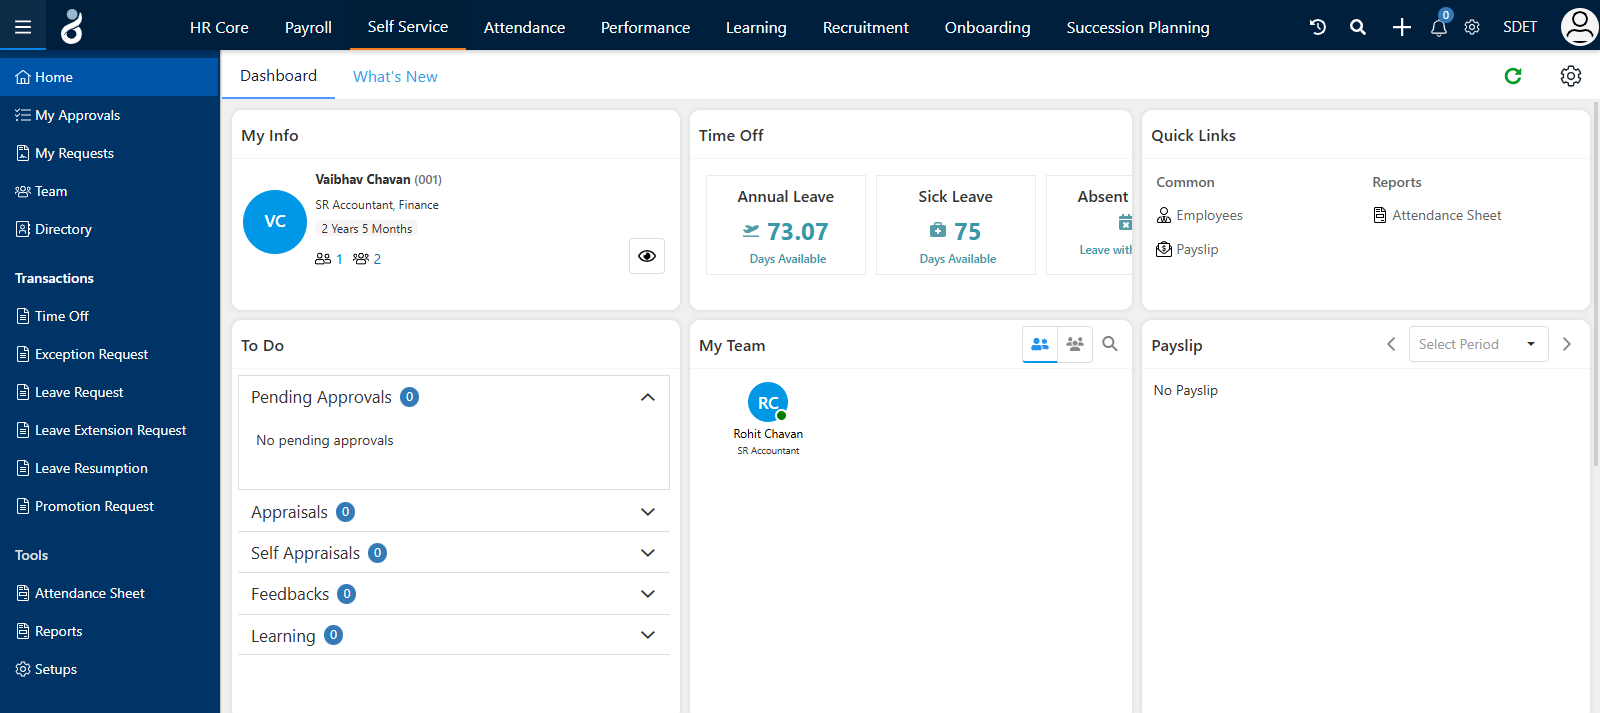 HR Core Payroll Self Service Attendance Performance Learning Recruitment Onboarding Succession Planning 0 SDET
Home
My Approvals
My Requests
Team
Directory
Transactions
Time Off
Exception Request
Leave Request
Leave Extension Request
Leave Resumption
Promotion Request
Tools
Attendance Sheet
Reports
Setups
Dashboard What's New
My Info
VC
Vaibhav Chavan (001)
SR Accountant, Finance
2 Years 5 Months
1 2
Time Off
Annual Leave
73.07
Days Available
Sick Leave
75
Days Available
Absent
Leave with
Quick Links
Common
Employees
Payslip
Reports
Attendance Sheet
To Do
Pending Approvals 0
No pending approvals
Appraisals 0
Self Appraisals 0
Feedbacks 0
Learning 0
My Team
RC
Rohit Chavan
SR Accountant
Payslip
Select Period
No Payslip